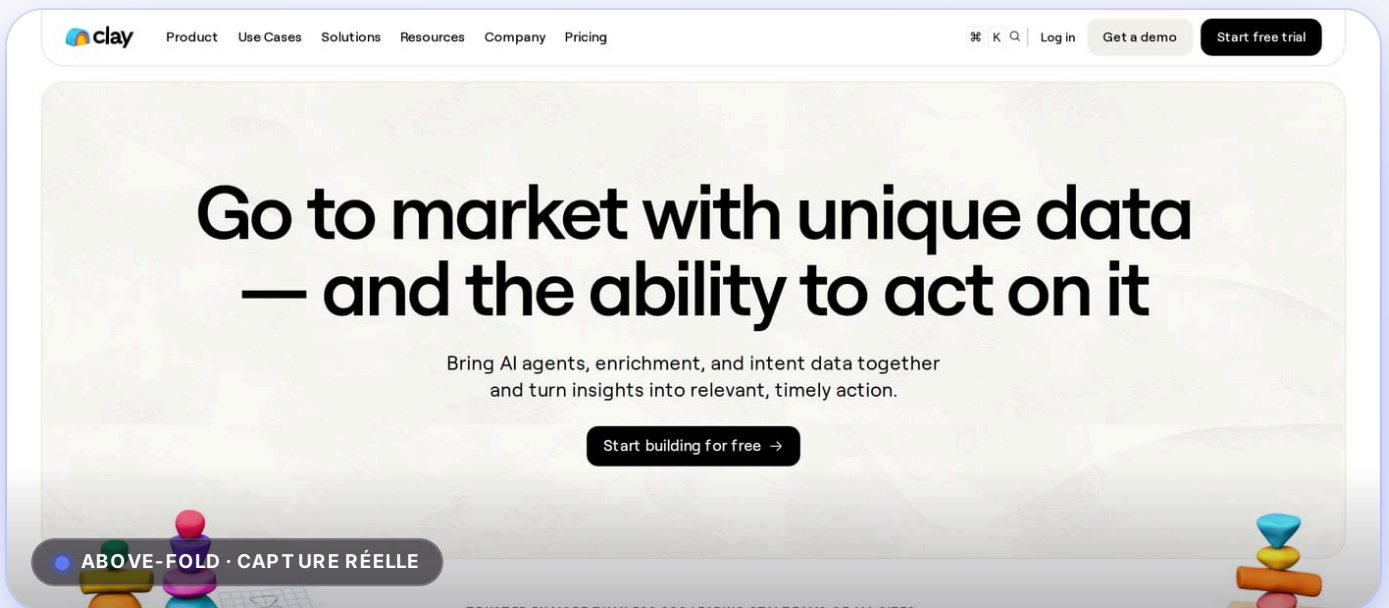 clay
Product Use Cases Solutions Resources Company Pricing
⌘ K Log in Get a demo Start free trial
Go to market with unique data
— and the ability to act on it
Bring AI agents, enrichment, and intent data together
and turn insights into relevant, timely action.
Start building for free →
ABOVE-FOLD · CAPTURE RÉELLE